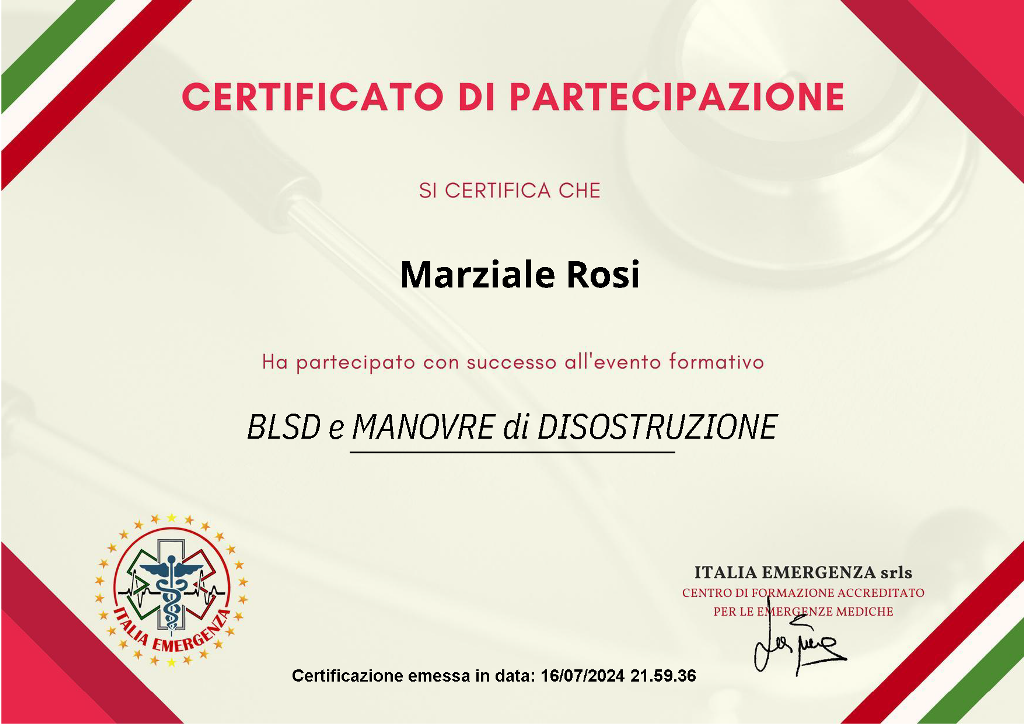 CERTIFICATO DI PARTECIPAZIONE
SI CERTIFICA CHE
Marziale Rosi
Ha partecipato con successo all'evento formativo
BLSD e MANOVRE di DISOSTRUZIONE
ITALIA EMERGENZA
ITALIA EMERGENZA srls
CENTRO DI FORMAZIONE ACCREDITATO
PER LE EMERGENZE MEDICHE
Certificazione emessa in data: 16/07/2024 21.59.36